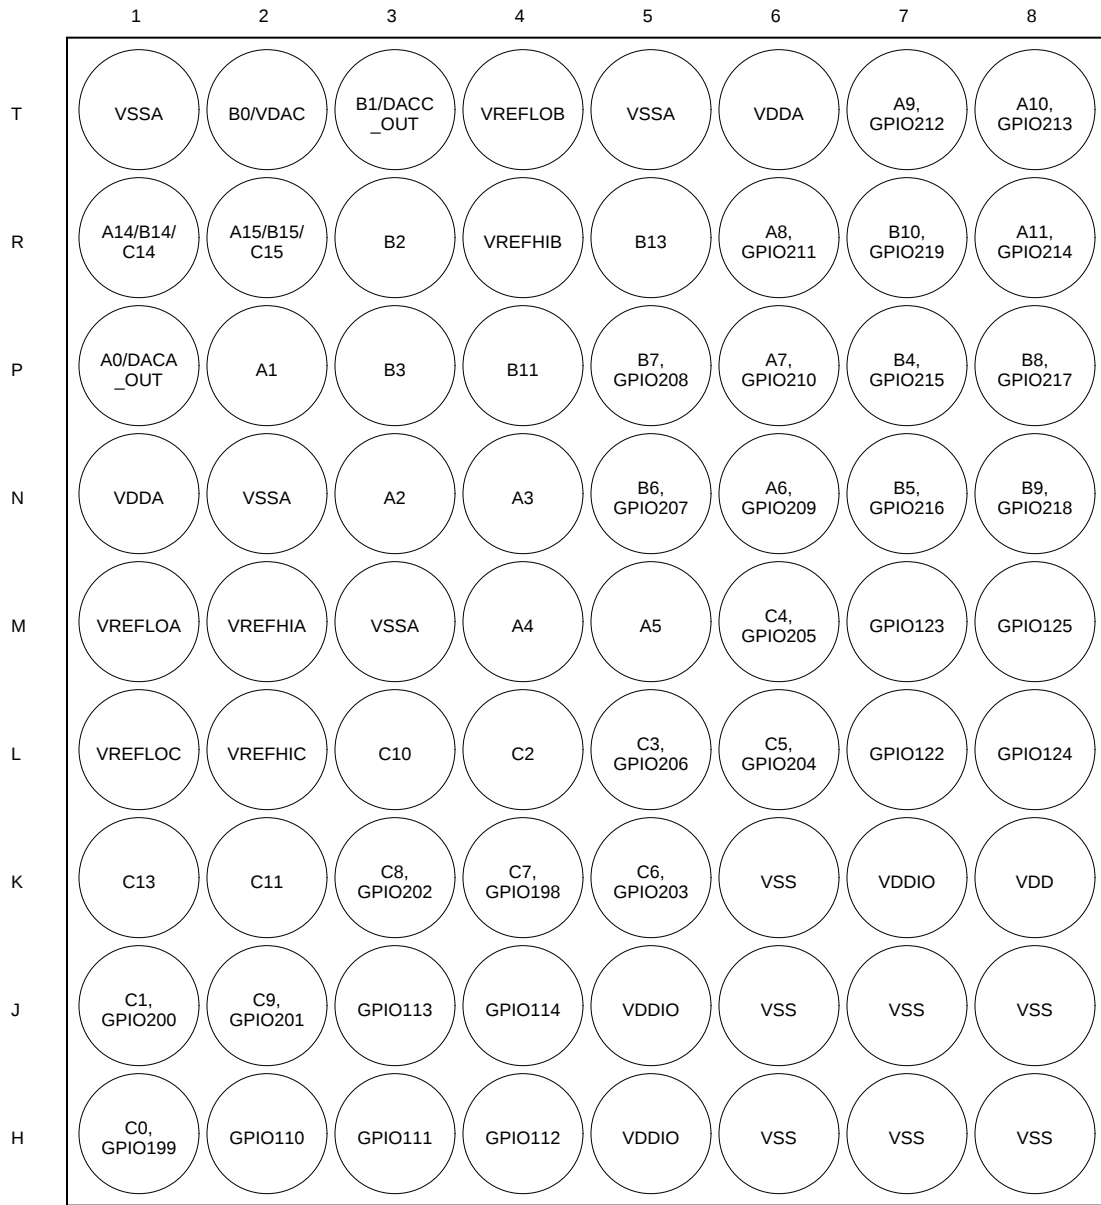 1 2 3 4 5 6 7 8
T VSSA B0/VDAC B1/DACC _OUT VREFLOB VSSA VDDA A9, GPIO212 A10, GPIO213
R A14/B14/ C14 A15/B15/ C15 B2 VREFHIB B13 A8, GPIO211 B10, GPIO219 A11, GPIO214
P A0/DACA _OUT A1 B3 B11 B7, GPIO208 A7, GPIO210 B4, GPIO215 B8, GPIO217
N VDDA VSSA A2 A3 B6, GPIO207 A6, GPIO209 B5, GPIO216 B9, GPIO218
M VREFLOA VREFHIA VSSA A4 A5 C4, GPIO205 GPIO123 GPIO125
L VREFLOC VREFHIC C10 C2 C3, GPIO206 C5, GPIO204 GPIO122 GPIO124
K C13 C11 C8, GPIO202 C7, GPIO198 C6, GPIO203 VSS VDDIO VDD
J C1, GPIO200 C9, GPIO201 GPIO113 GPIO114 VDDIO VSS VSS VSS
H C0, GPIO199 GPIO110 GPIO111 GPIO112 VDDIO VSS VSS VSS